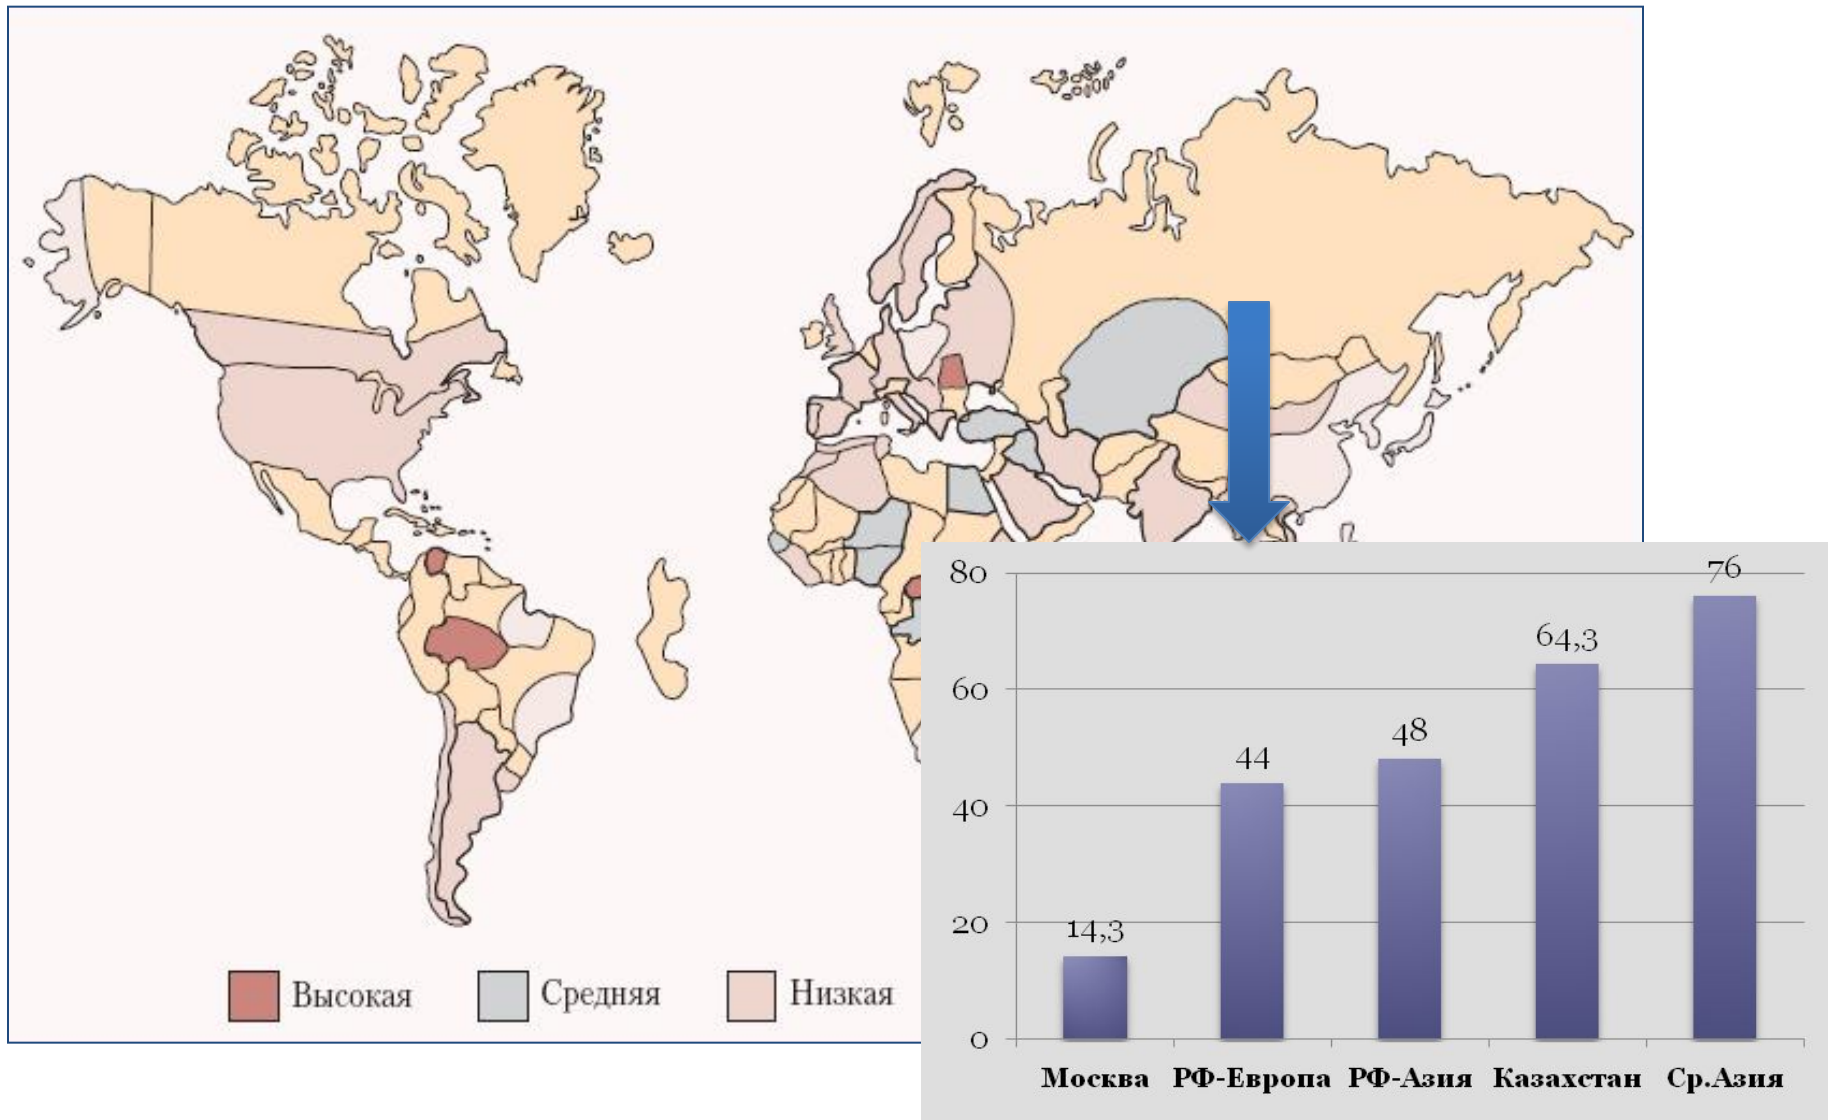 Высокая
Средняя
Низкая
80
60
40
20
0
14,3
44
48
64,3
76
Москва
РФ-Европа
РФ-Азия
Казахстан
Ср.Азия